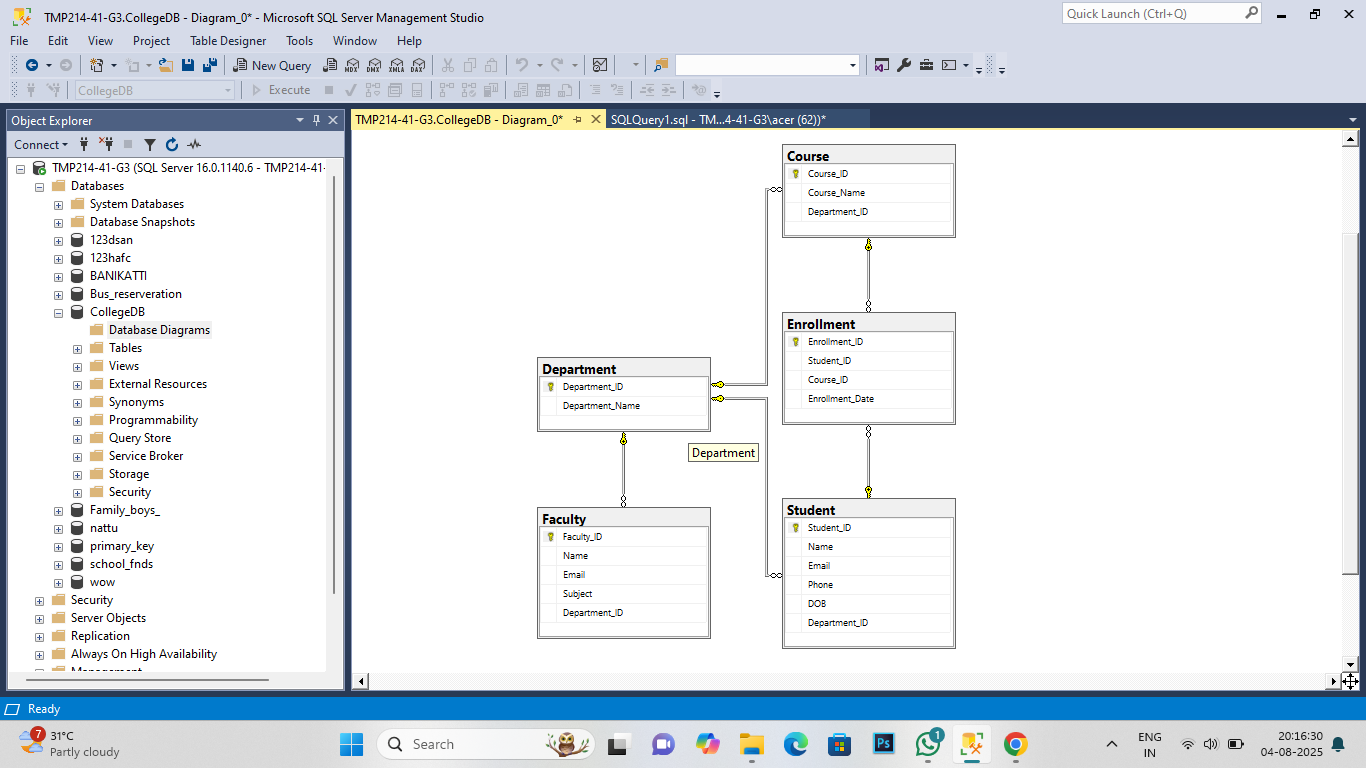 TMP214-41-G3.CollegeDB - Diagram_0* - Microsoft SQL Server Management Studio
Quick Launch (Ctrl+Q)
File Edit View Project Table Designer Tools Window Help
New Query
MDX DMX XMLA DAX
CollegeDB
Execute
Object Explorer
Connect
TMP214-41-G3 (SQL Server 16.0.1140.6 - TMP214-41-
Databases
System Databases
Database Snapshots
123dsan
123hafc
BANIKATTI
Bus_reserveration
CollegeDB
Database Diagrams
Tables
Views
External Resources
Synonyms
Programmability
Query Store
Service Broker
Storage
Security
Family_boys_
nattu
primary_key
school_fnds
wow
Security
Server Objects
Replication
Always On High Availability
Management
TMP214-41-G3.CollegeDB - Diagram_0*
SQLQuery1.sql - TM...4-41-G3\acer (62))*
Course
Course_ID
Course_Name
Department_ID
Enrollment
Enrollment_ID
Student_ID
Course_ID
Enrollment_Date
Department
Department_ID
Department_Name
Department
Faculty
Faculty_ID
Name
Email
Subject
Department_ID
Student
Student_ID
Name
Email
Phone
DOB
Department_ID
Ready
7
31°C
Partly cloudy
Search
Ps
1
ENG
IN
20:16:30
04-08-2025